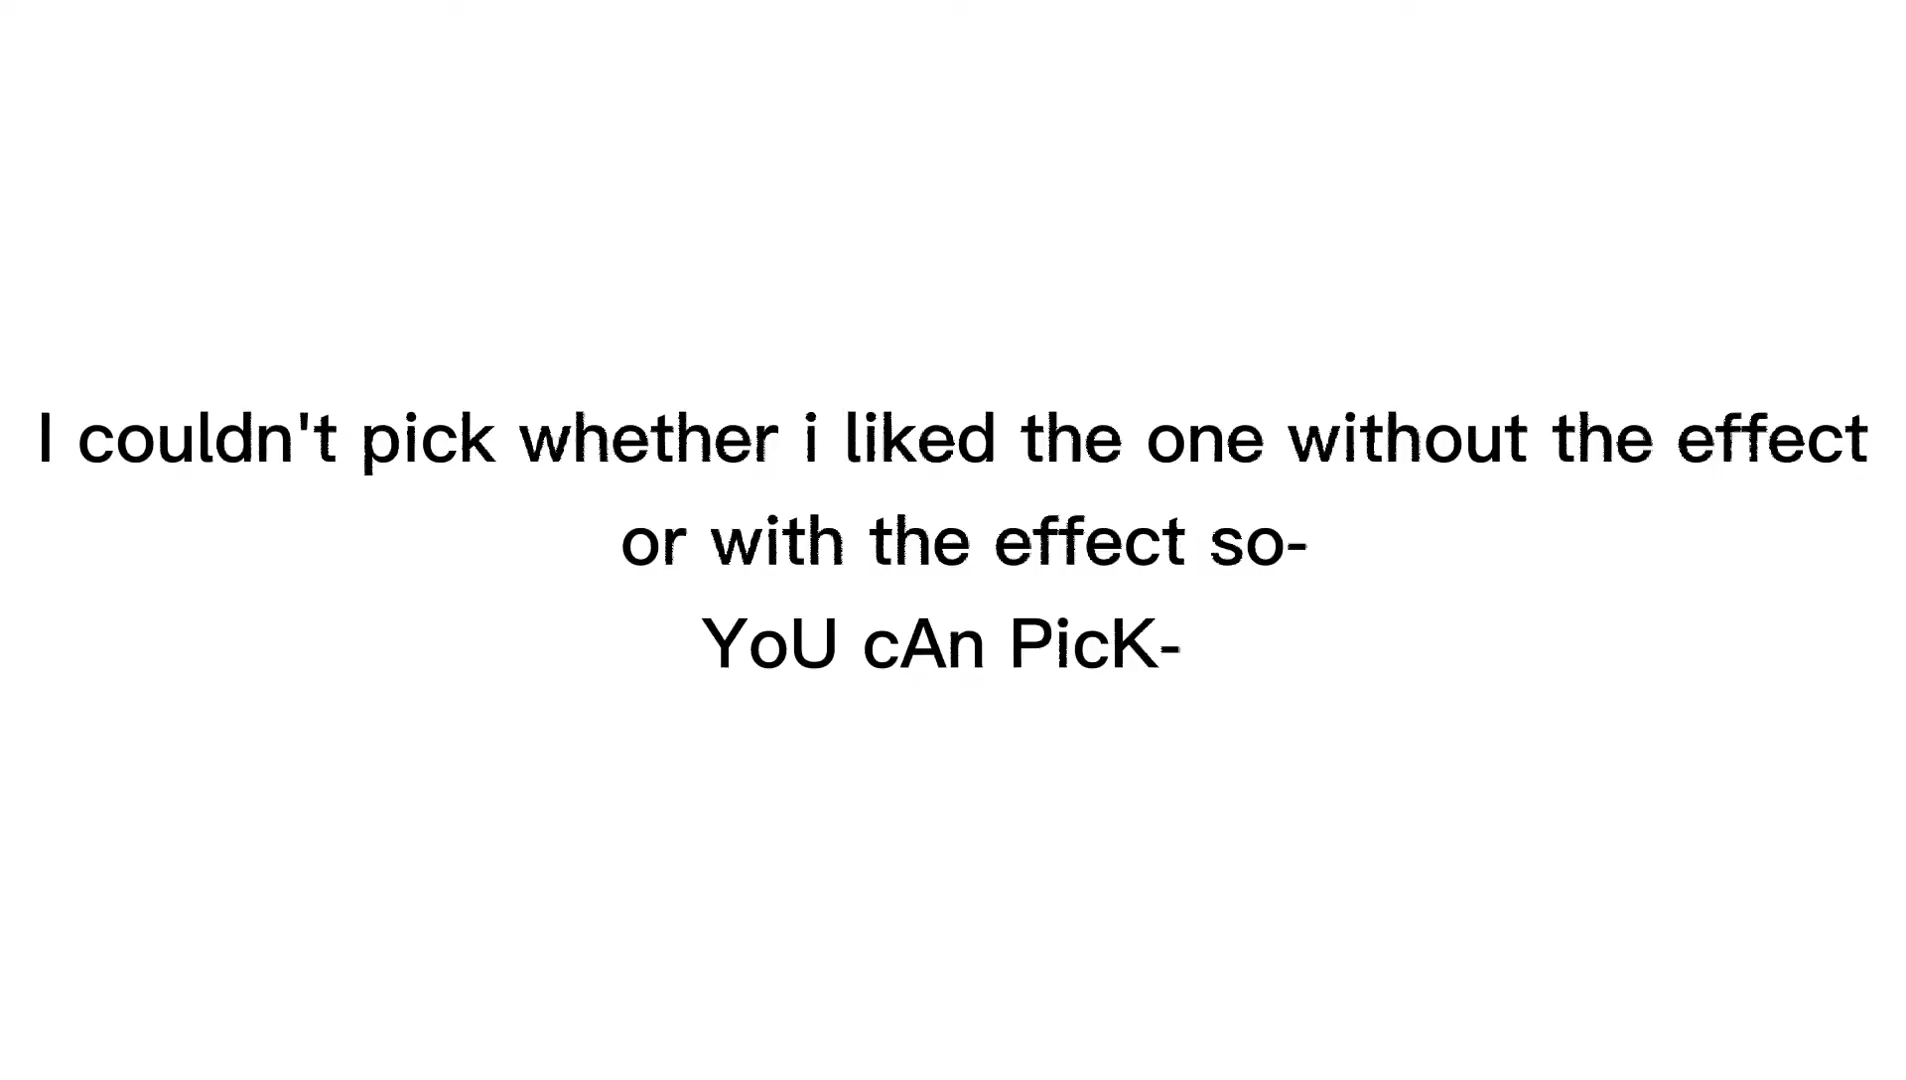 I couldn't pick whether i liked the one without the effect
or with the effect so-
YoU cAn PicK-